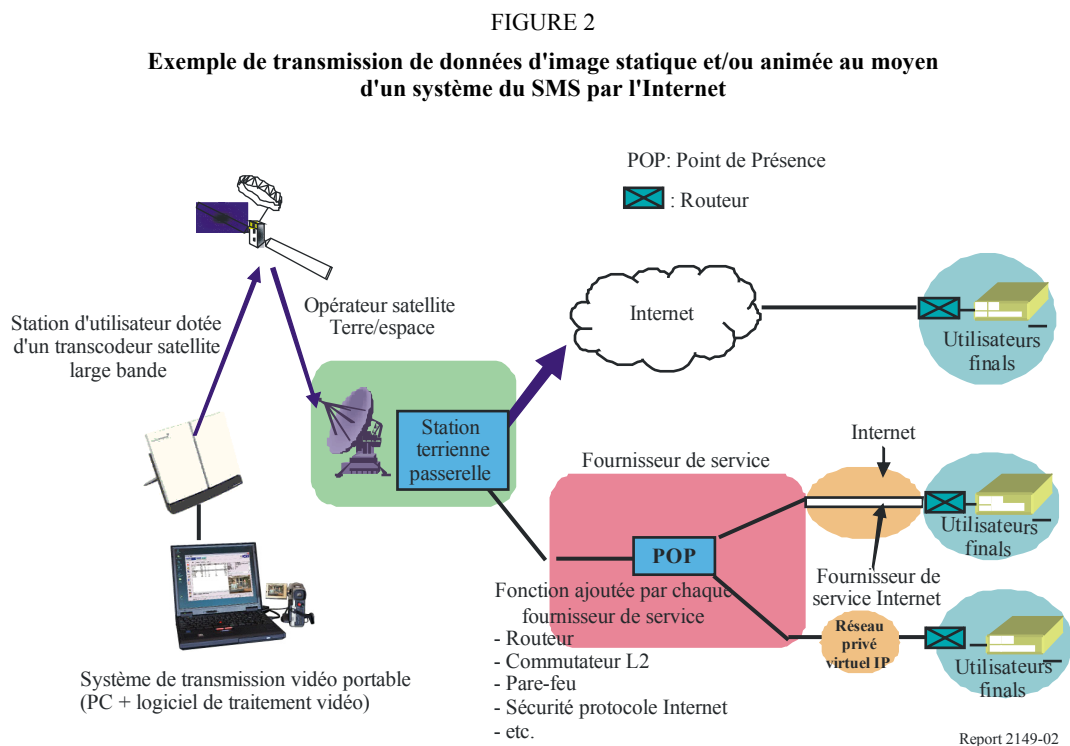 FIGURE 2
Exemple de transmission de données d'image statique et/ou animée au moyen
d'un système du SMS par l'Internet
POP: Point de Présence
: Routeur
Opérateur satellite
Terre/espace
Station d'utilisateur dotée
d'un transcodeur satellite
large bande
Internet
Utilisateurs
finals
Station
terrienne
passerelle
Internet
Fournisseur de service
Utilisateurs
finals
POP
Fournisseur de
service Internet
Fonction ajoutée par chaque
fournisseur de service
- Routeur
- Commutateur L2
- Pare-feu
- Sécurité protocole Internet
- etc.
Réseau
privé
virtuel IP
Utilisateurs
finals
Système de transmission vidéo portable
(PC + logiciel de traitement vidéo)
Report 2149-02